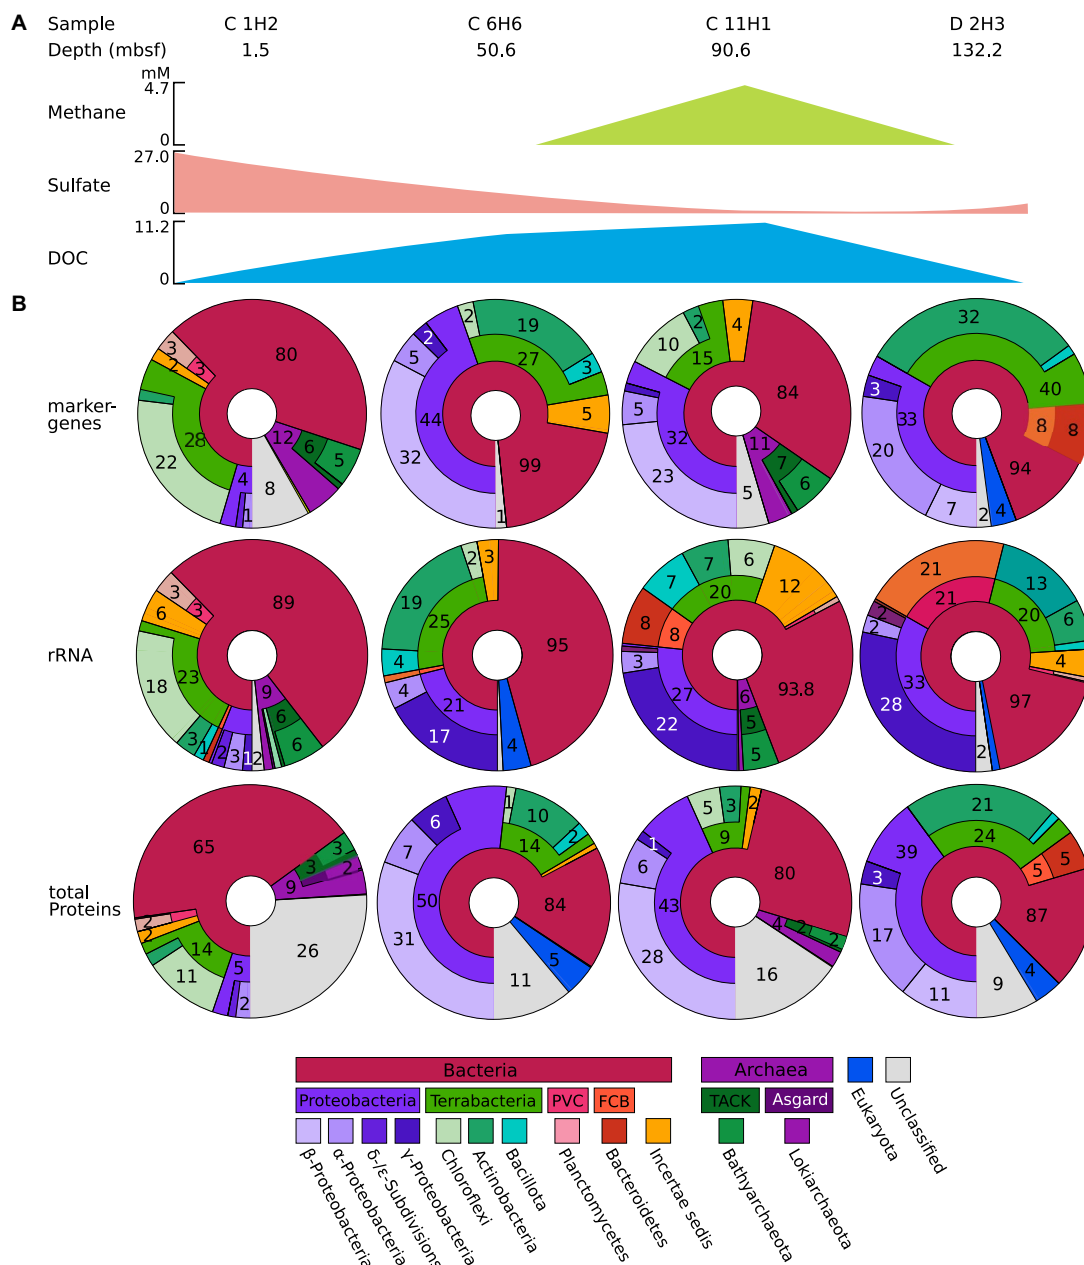 A
Sample C 1H2 C 6H6 C 11H1 D 2H3
Depth (mbsf) 1.5 50.6 90.6 132.2
mM
4.7
Methane
0
27.0
Sulfate
0
11.2
DOC
0
B
marker-
genes
80 3 3 2 28 22 4 1 8 12 6 5
2 19 27 3 5 2 5 44 32 99 1
4 2 10 15 84 5 32 23 11 7 6 5
32 40 8 8 3 33 20 7 94 4 2
rRNA
89 3 3 6 23 18 3 1 2 3 1 2 9 6 6
3 2 19 25 4 4 21 17 95 4
6 7 7 20 12 8 8 3 27 22 93.8 6 5 5
21 21 13 20 6 4 2 2 33 28 97 2
total
Proteins
65 3 3 2 9 2 2 14 11 5 2 26
1 10 14 2 6 7 50 31 84 5 11
2 3 5 9 1 6 43 28 80 4 2 2 16
21 24 39 5 5 3 17 11 87 4 9
Bacteria Archaea
Proteobacteria Terrabacteria PVC FCB TACK Asgard
β-Proteobacteria
α-Proteobacteria
δ-/ε-Subdivisions
γ-Proteobacteria
Chloroflexi
Actinobacteria
Bacillota
Planctomycetes
Bacteroidetes
Incertae sedis
Bathyarchaeota
Lokiarchaeota
Eukaryota
Unclassified